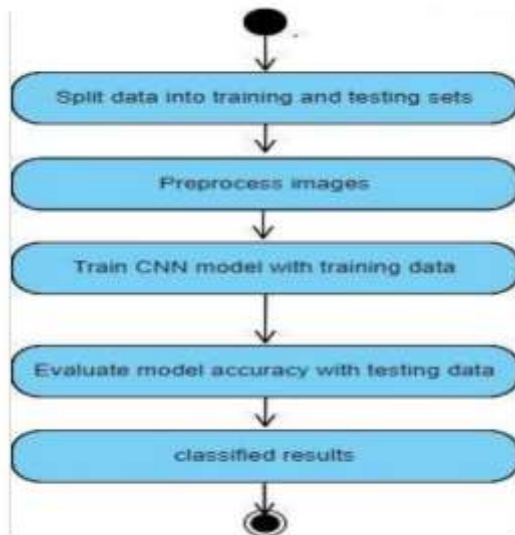 Split data into training and testing sets
Preprocess images
Train CNN model with training data
Evaluate model accuracy with testing data
classified results